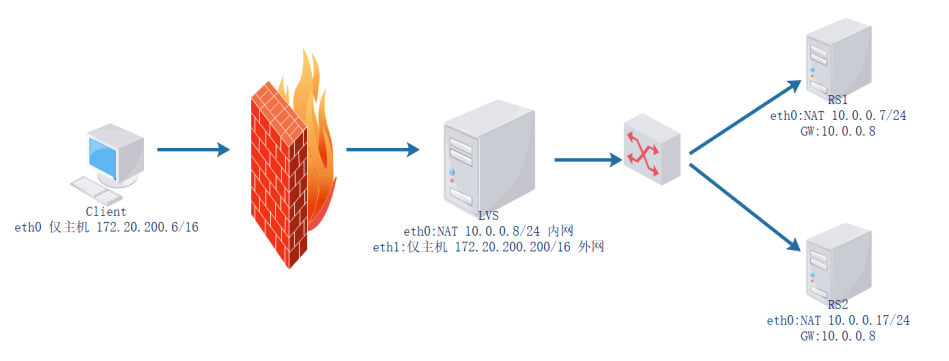 RS1
eth0:NAT 10.0.0.7/24
GW:10.0.0.8
Client
eth0 仅主机 172.20.200.6/16
LVS
eth0:NAT 10.0.0.8/24 内网
eth1:仅主机 172.20.200.200/16 外网
RS2
eth0:NAT 10.0.0.17/24
GW:10.0.0.8